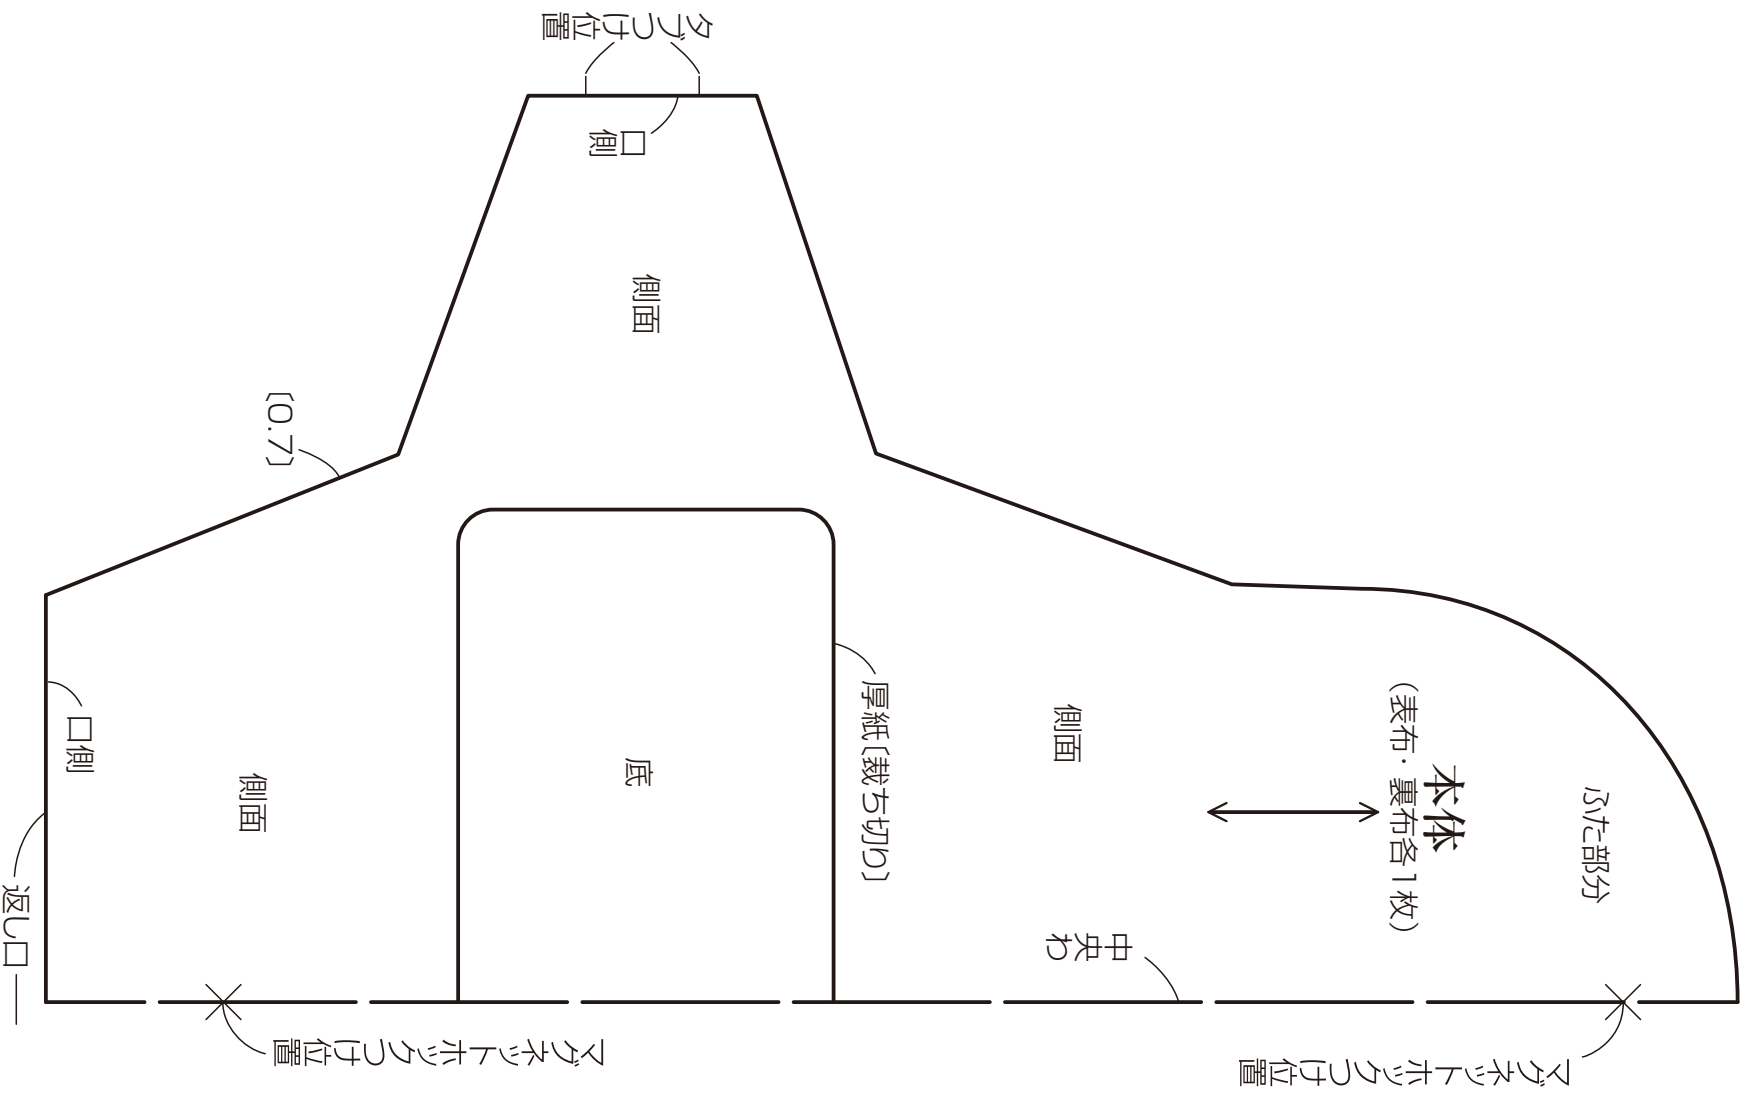 タブつけ位置
口側
側面
〔0.7〕
口側
側面
返し口
底
厚紙〔裁ち切り〕
側面
本体
(表布・裏布各1枚)
ふた部分
中央わ
マグネットホックつけ位置
マグネットホックつけ位置